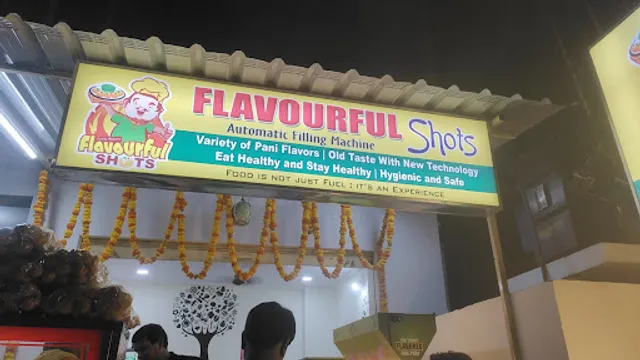 FLAVOURFUL Shots
Automatic Filling Machine
Variety of Pani Flavors | Old Taste With New Technology
Eat Healthy and Stay Healthy | Hygienic and Safe
FOOD IS NOT JUST FUEL : IT'S AN EXPERIENCE
Flavourful
SHOTS
FLAVOURFUL